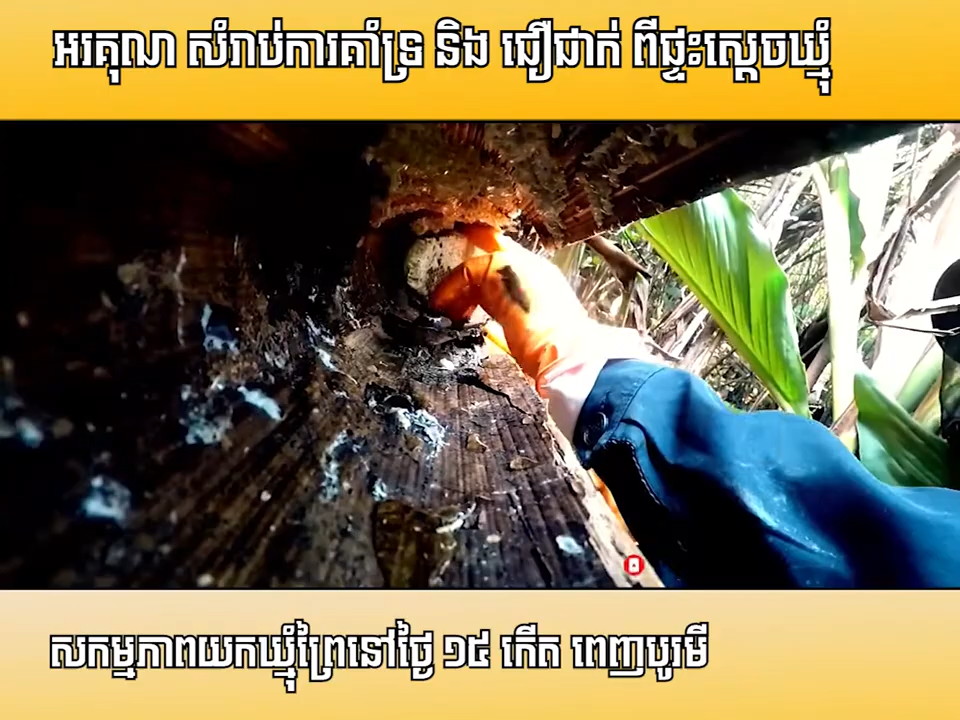 អរគុណ សំរាប់ការគាំទ្រ និង ជឿជាក់ ពីផ្ទះស្តេចឃ្មុំ
សកម្មភាពយកឃ្មុំព្រៃនៅថ្ងៃ ១៥ កើត ពេញបូរមី